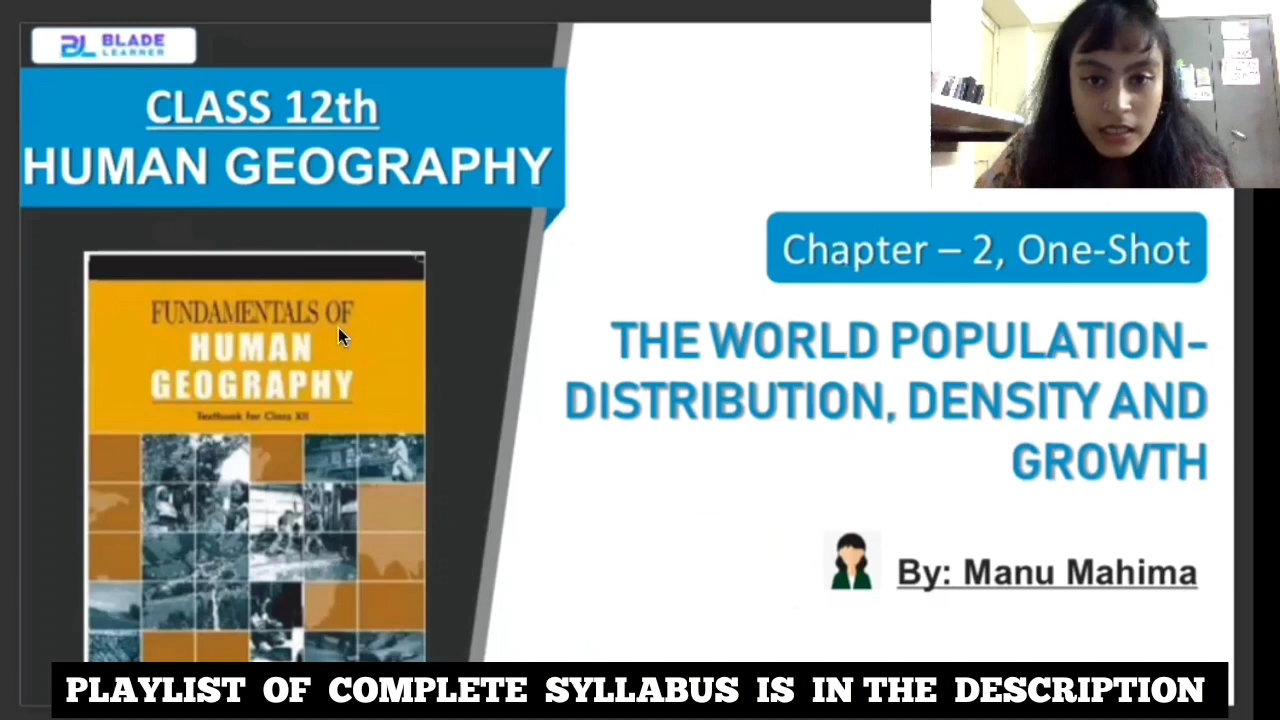 BL BLADE
LEARNER
CLASS 12th
HUMAN GEOGRAPHY
FUNDAMENTALS OF
HUMAN
GEOGRAPHY
Textbook for Class XII
Chapter – 2, One-Shot
THE WORLD POPULATION-
DISTRIBUTION, DENSITY AND
GROWTH
By: Manu Mahima
PLAYLIST OF COMPLETE SYLLABUS IS IN THE DESCRIPTION